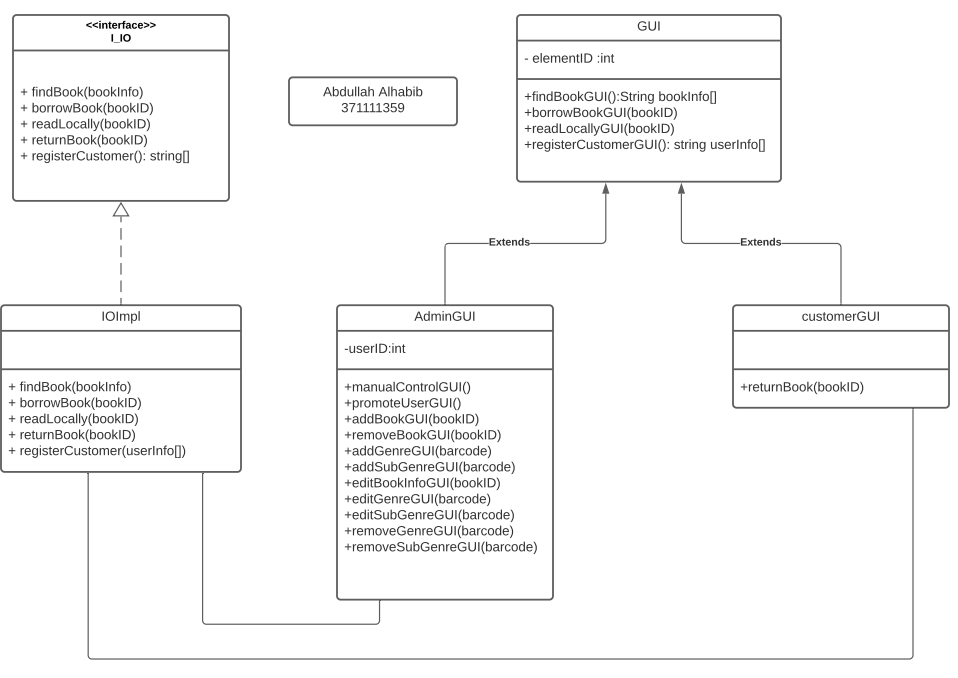 <<interface>>
I_IO
+ findBook(bookInfo)
+ borrowBook(bookID)
+ readLocally(bookID)
+ returnBook(bookID)
+ registerCustomer(): string[]
Abdullah Alhabib
371111359
GUI
- elementID :int
+findBookGUI():String bookInfo[]
+borrowBookGUI(bookID)
+readLocallyGUI(bookID)
+registerCustomerGUI(): string userInfo[]
Extends
Extends
IOImpl
+ findBook(bookInfo)
+ borrowBook(bookID)
+ readLocally(bookID)
+ returnBook(bookID)
+ registerCustomer(userInfo[])
AdminGUI
-userID:int
+manualControlGUI()
+promoteUserGUI()
+addBookGUI(bookID)
+removeBookGUI(bookID)
+addGenreGUI(barcode)
+addSubGenreGUI(barcode)
+editBookInfoGUI(bookID)
+editGenreGUI(barcode)
+editSubGenreGUI(barcode)
+removeGenreGUI(barcode)
+removeSubGenreGUI(barcode)
customerGUI
+returnBook(bookID)